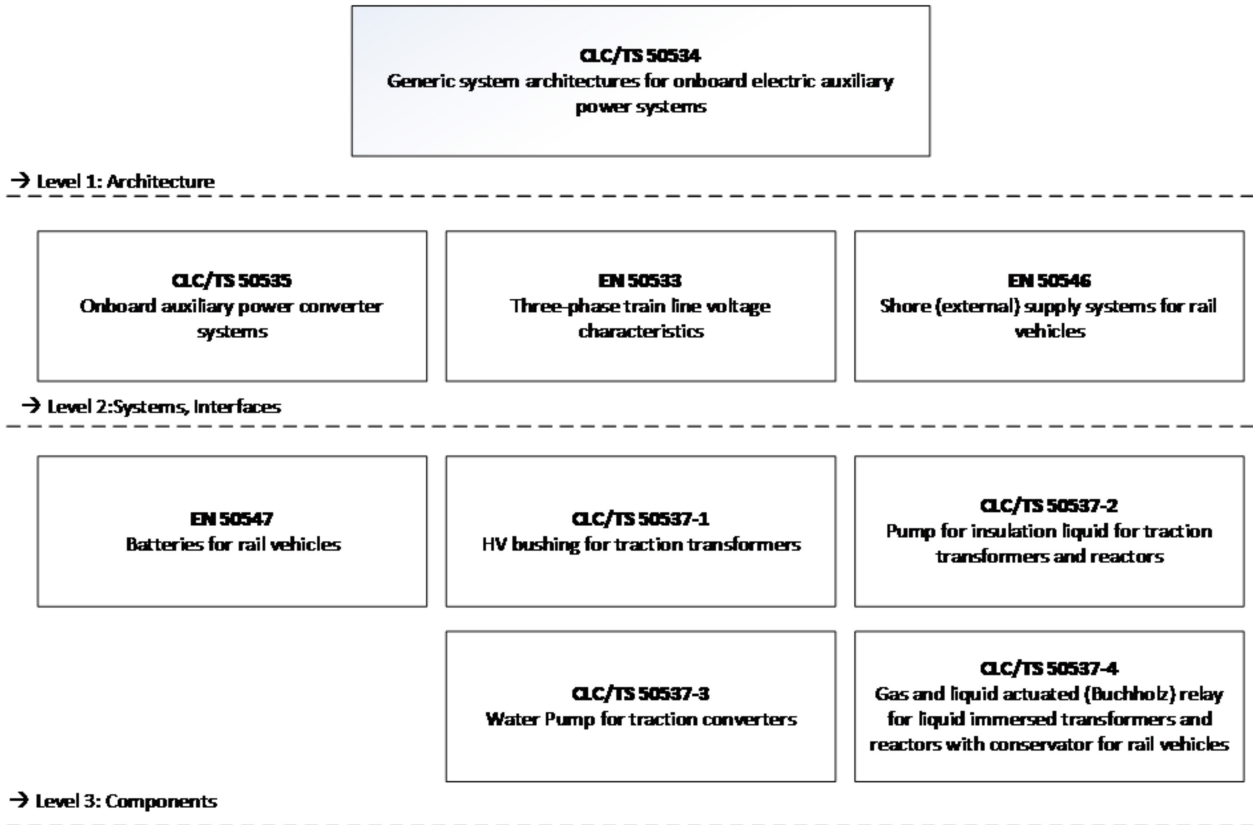 CLC/TS 50534
Generic system architectures for onboard electric auxiliary
power systems
→ Level 1: Architecture
CLC/TS 50535
Onboard auxiliary power converter
systems
EN 50533
Three-phase train line voltage
characteristics
EN 50546
Shore (external) supply systems for rail
vehicles
→ Level 2:Systems, Interfaces
EN 50547
Batteries for rail vehicles
CLC/TS 50537-1
HV bushing for traction transformers
CLC/TS 50537-2
Pump for insulation liquid for traction
transformers and reactors
CLC/TS 50537-3
Water Pump for traction converters
CLC/TS 50537-4
Gas and liquid actuated (Buchholz) relay
for liquid immersed transformers and
reactors with conservator for rail vehicles
→ Level 3: Components